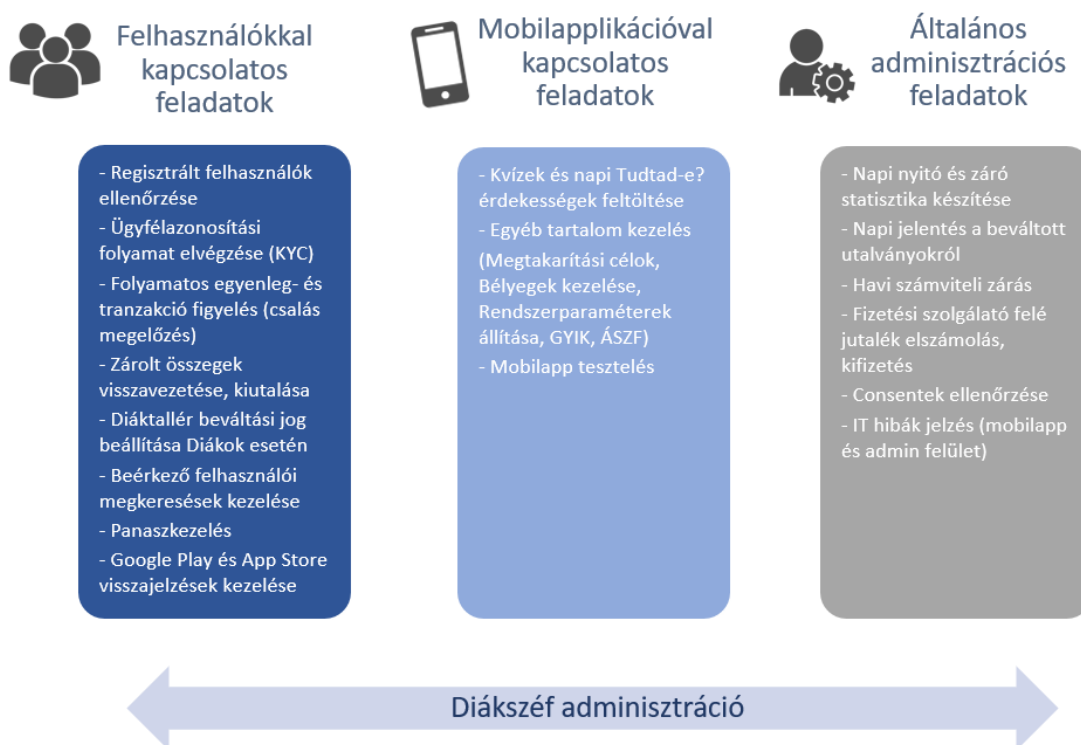 Felhasználókkal
kapcsolatos
feladatok
- Regisztrált felhasználók
ellenőrzése
- Ügyfélazonosítási
folyamat elvégzése (KYC)
- Folyamatos egyenleg- és
tranzakció figyelés (csalás
megelőzés)
- Zárolt összegek
visszavezetése, kiutalása
- Diáktallér beváltási jog
beállítása Diákok esetén
- Beérkező felhasználói
megkeresések kezelése
- Panaszkezelés
- Google Play és App Store
visszajelzések kezelése
Mobilapplikációval
kapcsolatos
feladatok
- Kvízek és napi Tudtad-e?
érdekességek feltöltése
- Egyéb tartalom kezelés
(Megtakarítási célok,
Bélyegek kezelése,
Rendszerparaméterek
állítása, GYIK, ÁSZF)
- Mobilapp tesztelés
Általános
adminisztrációs
feladatok
- Napi nyitó és záró
statisztika készítése
- Napi jelentés a beváltott
utalványokról
- Havi számviteli zárás
- Fizetési szolgálató felé
jutalék elszámolás,
kifizetés
- Consentek ellenőrzése
- IT hibák jelzés (mobilapp
és admin felület)
Diákszéf adminisztráció